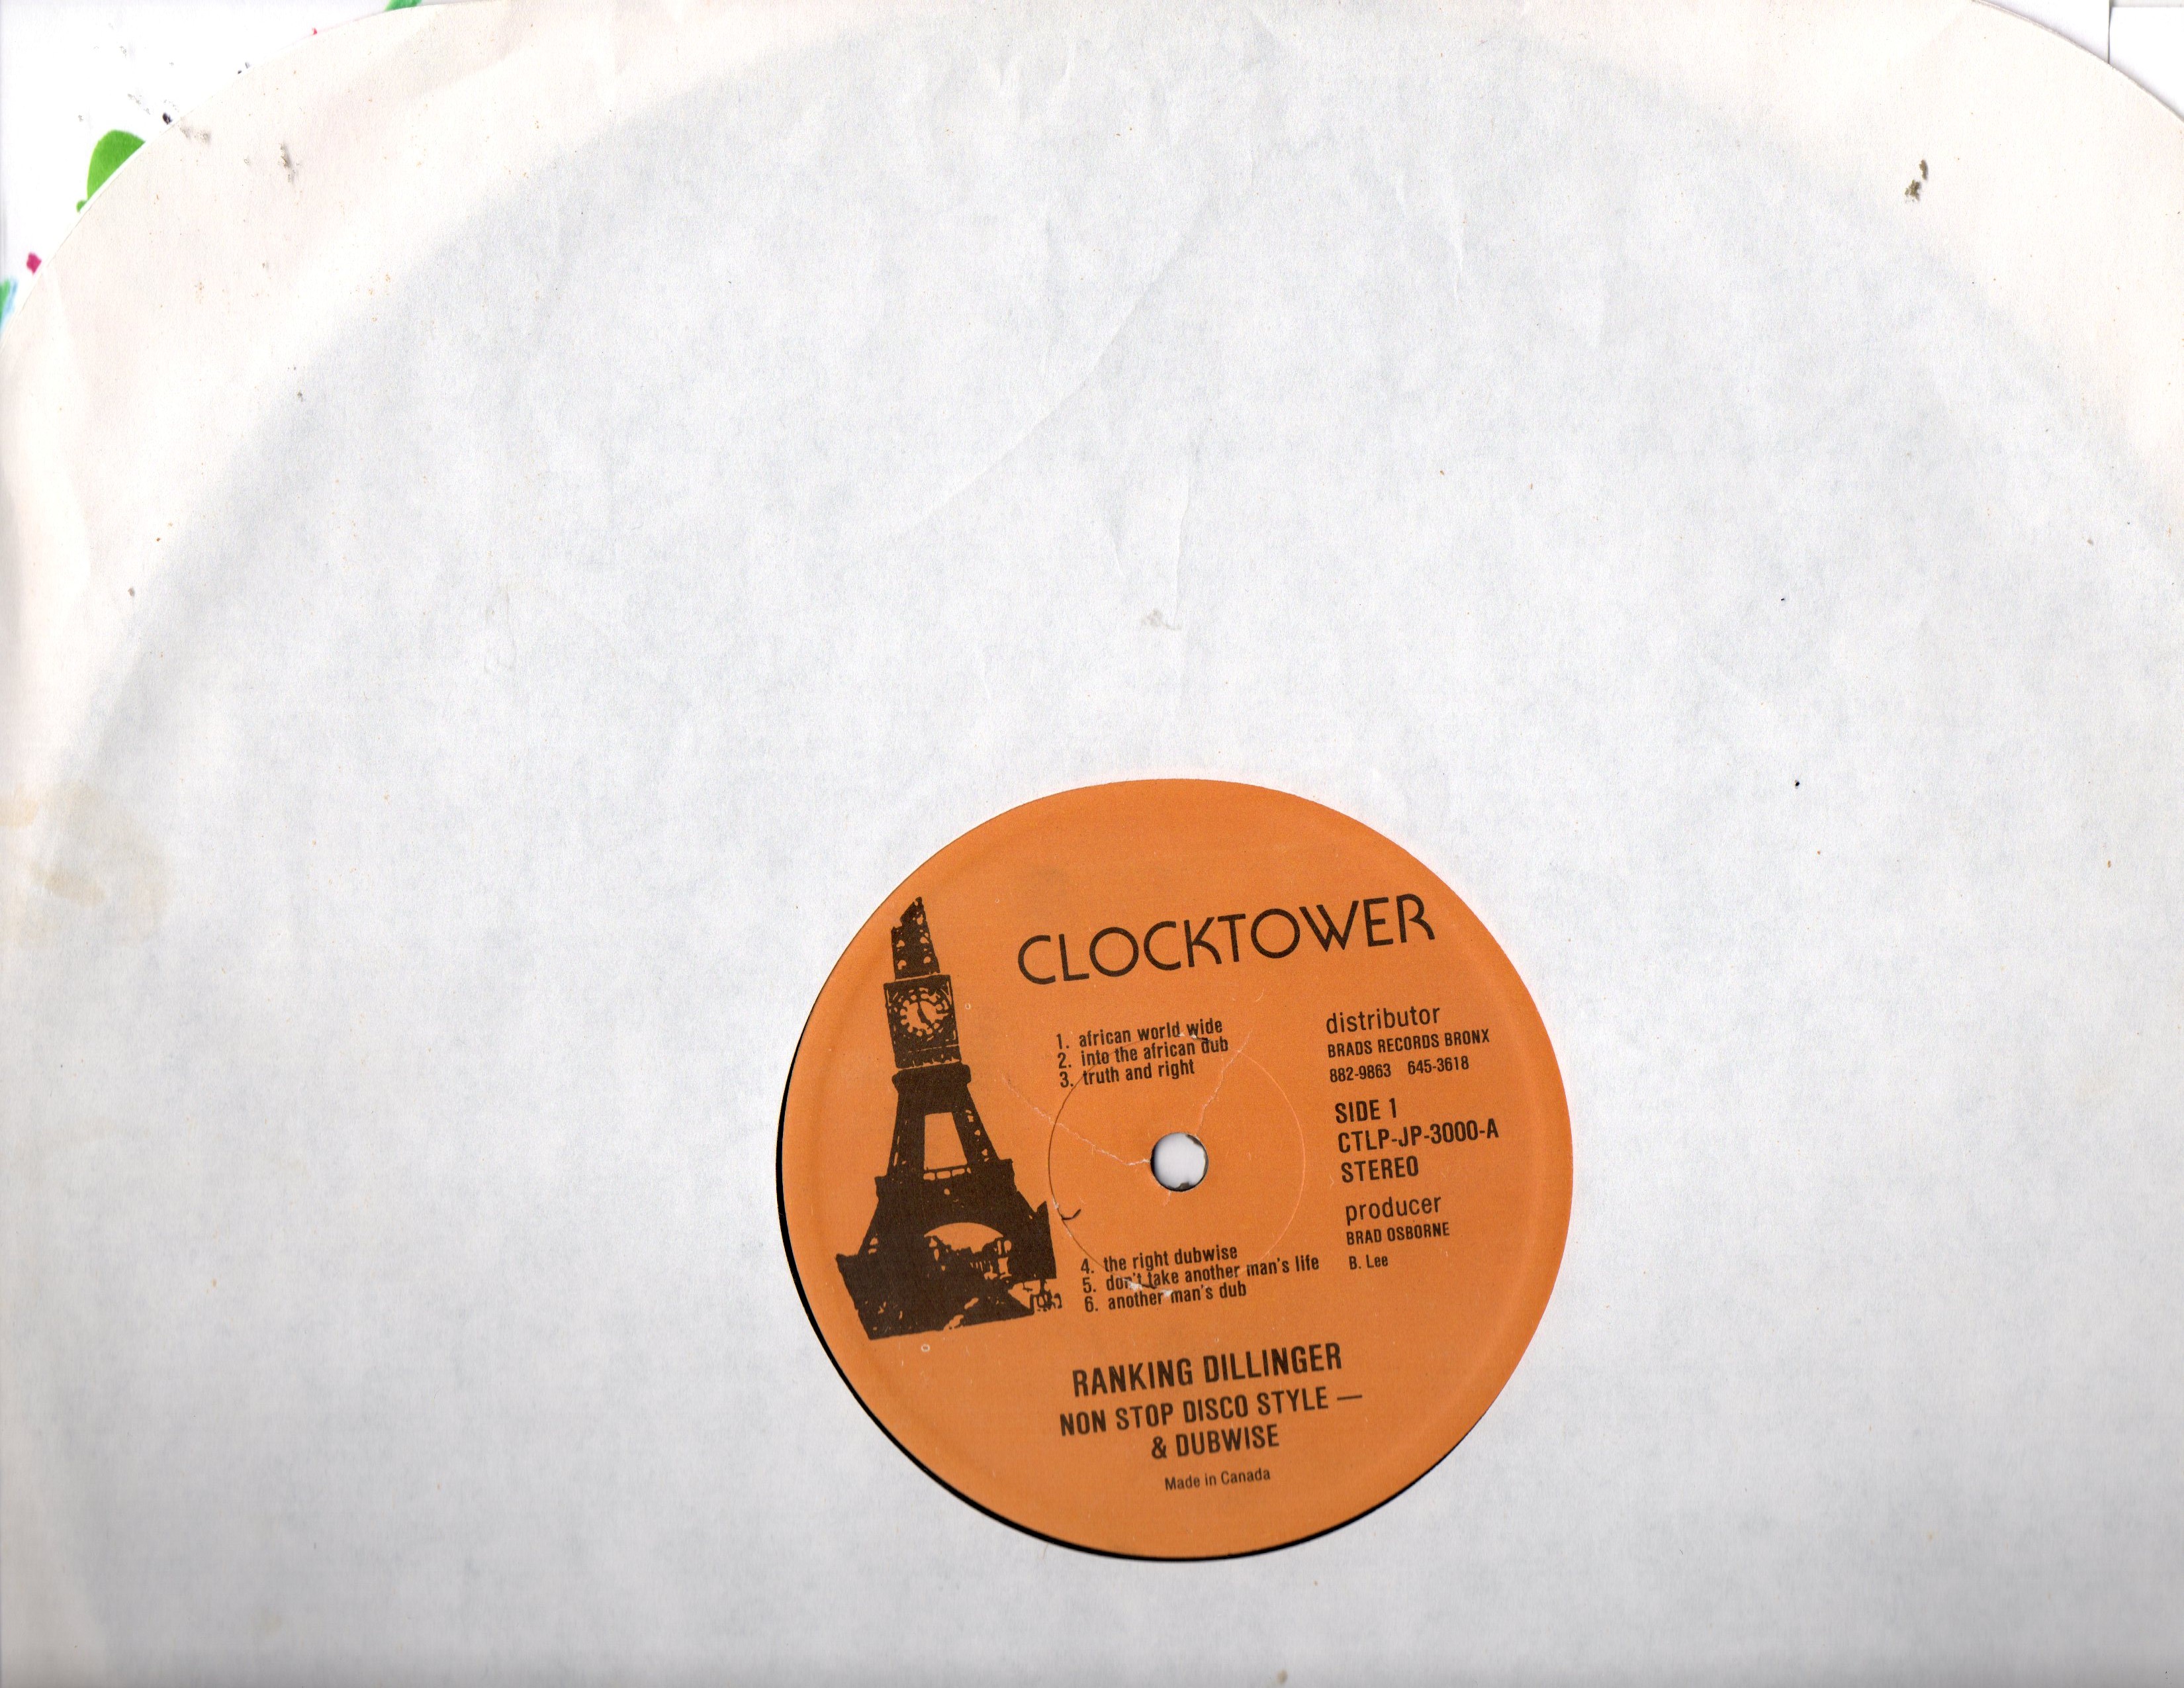 CLOCKTOWER
1. african world wide
2. into the african dub
3. truth and right
distributor
BRADS RECORDS BRONX
882-9863 645-3618
SIDE 1
CTLP-JP-3000-A
STEREO
producer
BRAD OSBORNE
B. Lee
4. the right dubwise
5. don't take another man's life
6. another man's dub
RANKING DILLINGER
NON STOP DISCO STYLE —
& DUBWISE
Made in Canada